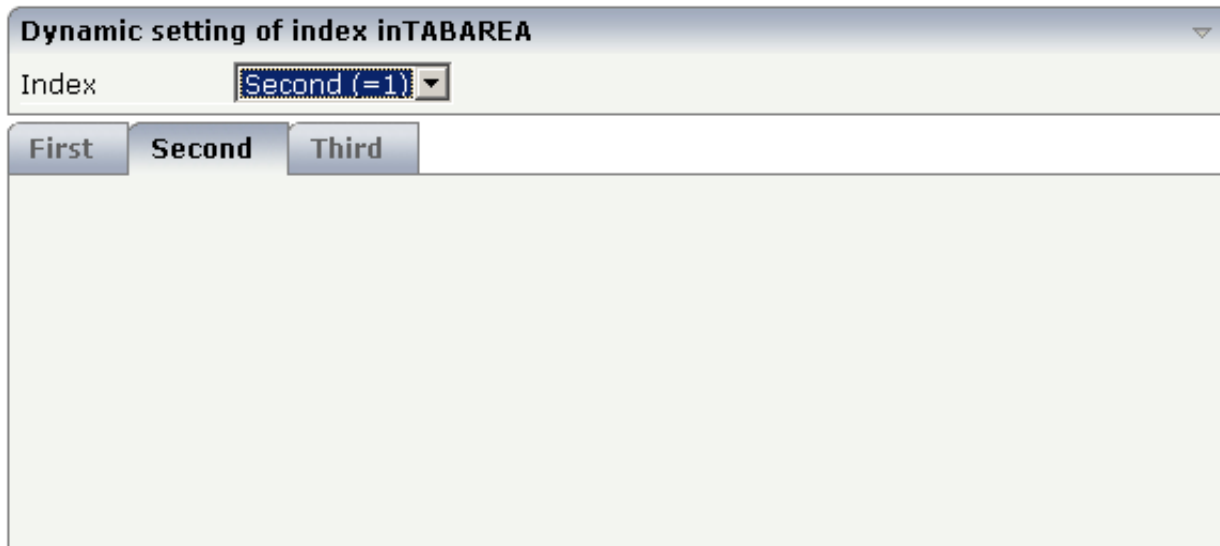 Dynamic setting of index inTABAREA
Index Second (=1)
First Second Third